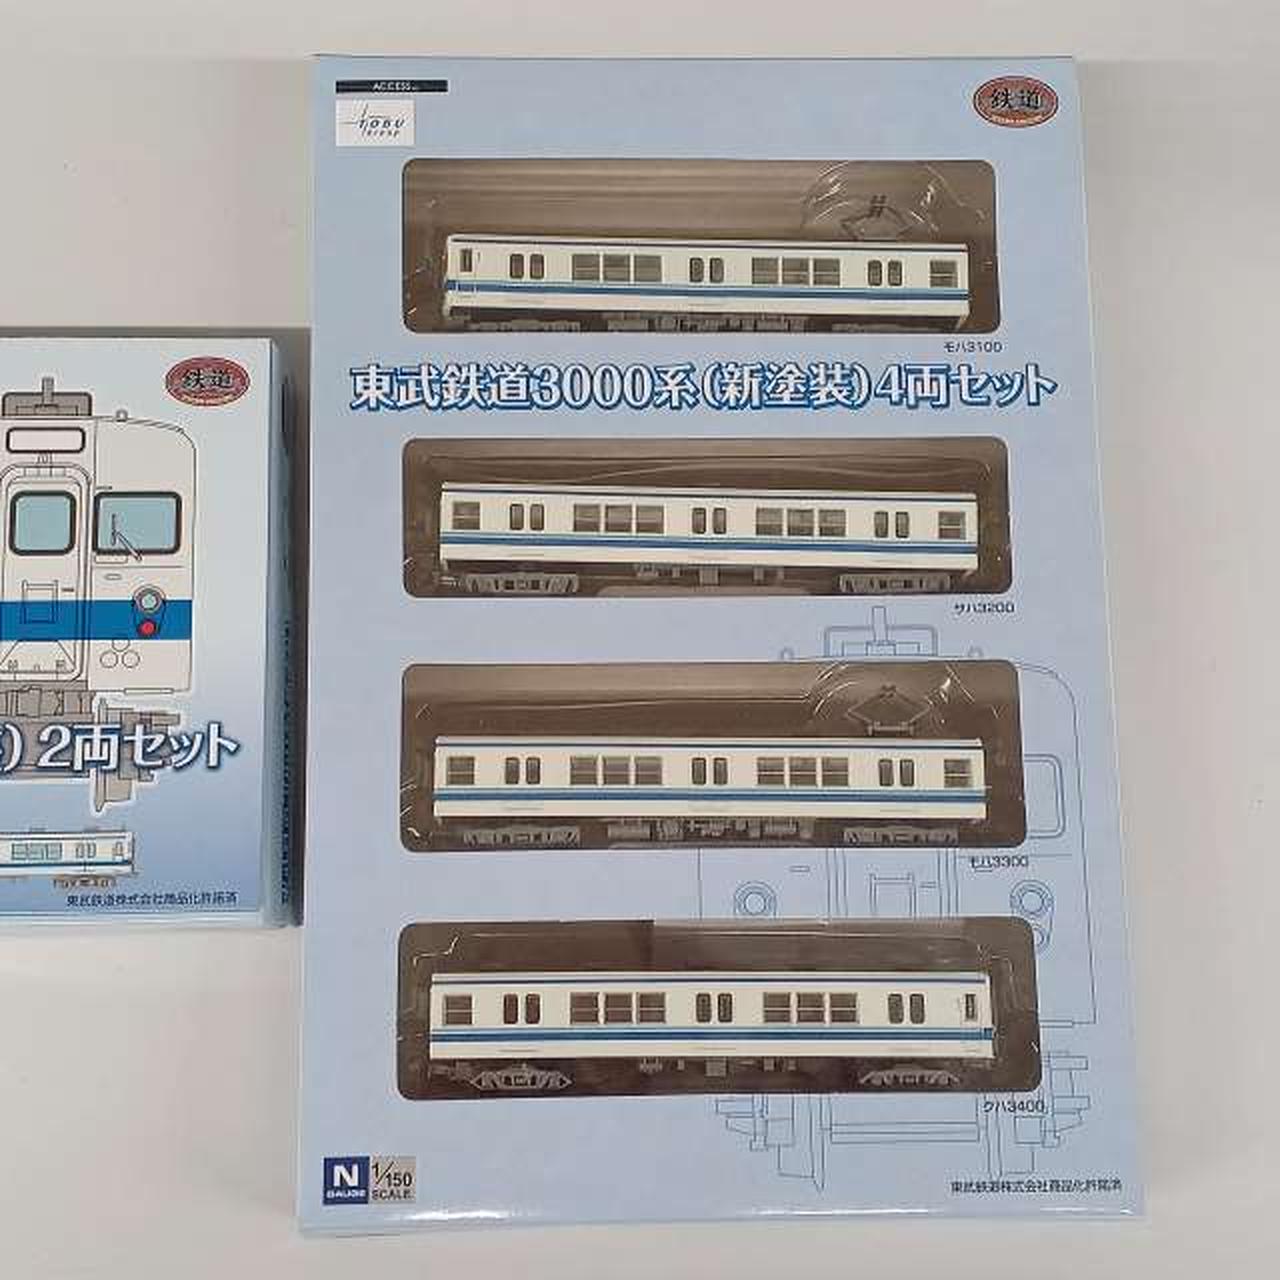 ACCESS
TOBU
group
鉄道
モハ3100
東武鉄道3000系(新塗装)4両セット
サハ3200
モハ3300
クハ3400
N
GAUGE
1/150
SCALE
東武鉄道株式会社商品化許諾済
鉄道
) 2両セット
東武鉄道株式会社商品化許諾済